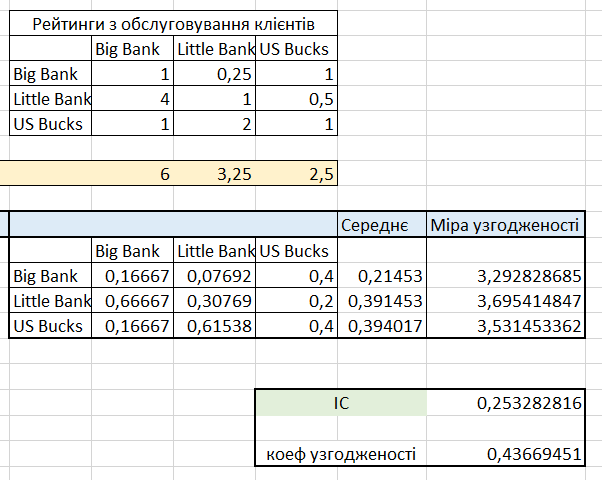 Рейтинги з обслуговування клієнтів
Big Bank Little Bank US Bucks
Big Bank 1 0,25 1
Little Bank 4 1 0,5
US Bucks 1 2 1
6 3,25 2,5
Середнє Міра узгодженості
Big Bank Little Bank US Bucks
Big Bank 0,16667 0,07692 0,4 0,21453 3,292828685
Little Bank 0,66667 0,30769 0,2 0,391453 3,695414847
US Bucks 0,16667 0,61538 0,4 0,394017 3,531453362
ІС 0,253282816
коеф узгодженості 0,43669451